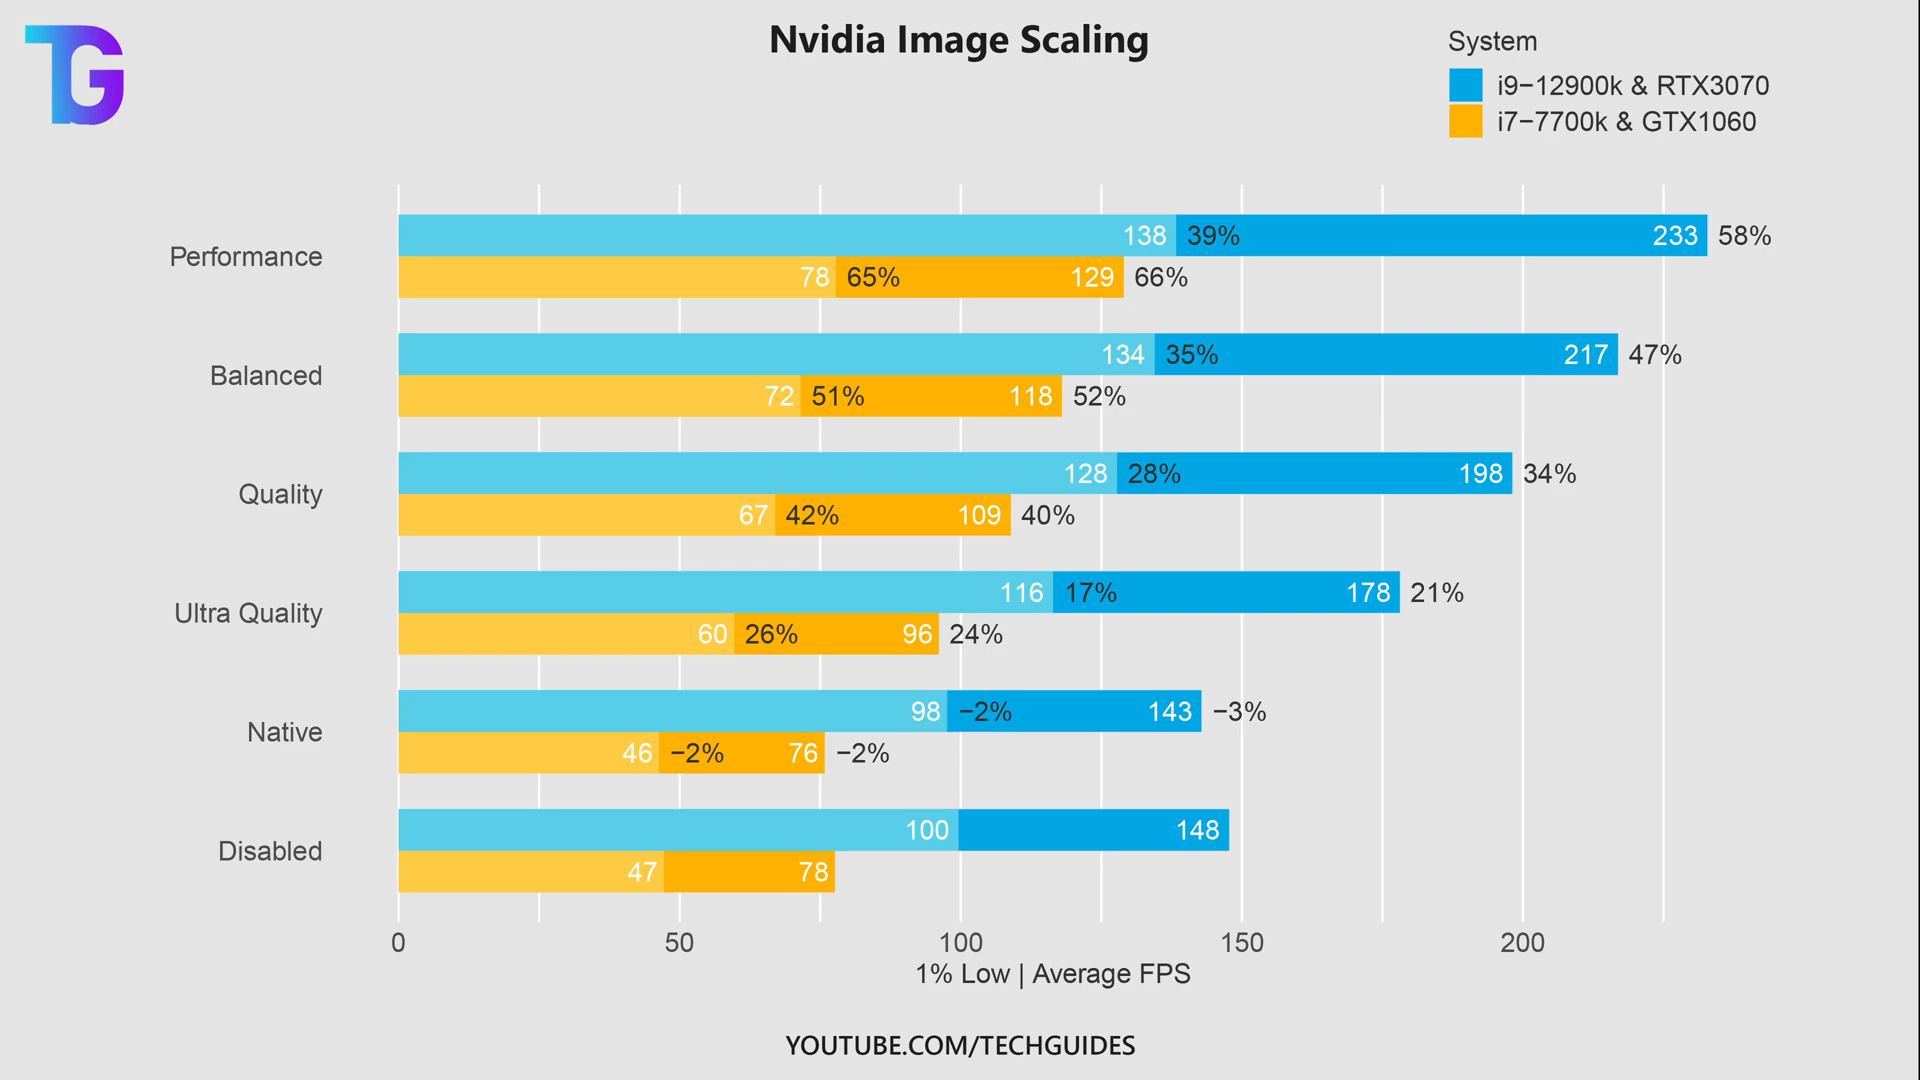 TG
Nvidia Image Scaling
System
i9−12900k & RTX3070
i7−7700k & GTX1060
Performance
138 39% 233 58%
78 65% 129 66%
Balanced
134 35% 217 47%
72 51% 118 52%
Quality
128 28% 198 34%
67 42% 109 40%
Ultra Quality
116 17% 178 21%
60 26% 96 24%
Native
98 −2% 143 −3%
46 −2% 76 −2%
Disabled
100 148
47 78
0 50 100 150 200
1% Low | Average FPS
YOUTUBE.COM/TECHGUIDES